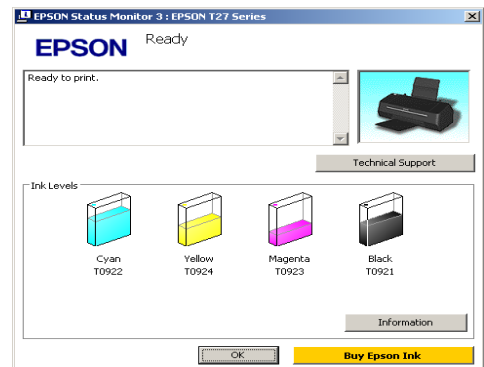 EPSON Status Monitor 3 : EPSON T27 Series
EPSON
Ready
Ready to print.
Technical Support
Ink Levels
Cyan
T0922
Yellow
T0924
Magenta
T0923
Black
T0921
Information
OK
Buy Epson Ink